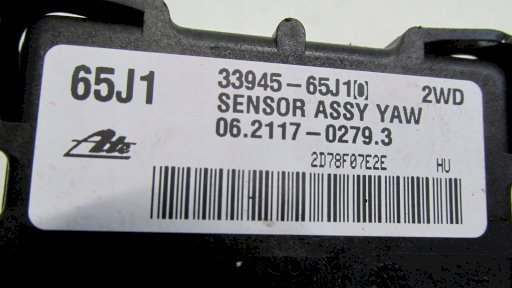 65J1 33945-65J1[0] 2WD
SENSOR ASSY YAW
Ate 06.2117-0279.3
2D78F07E2E HU